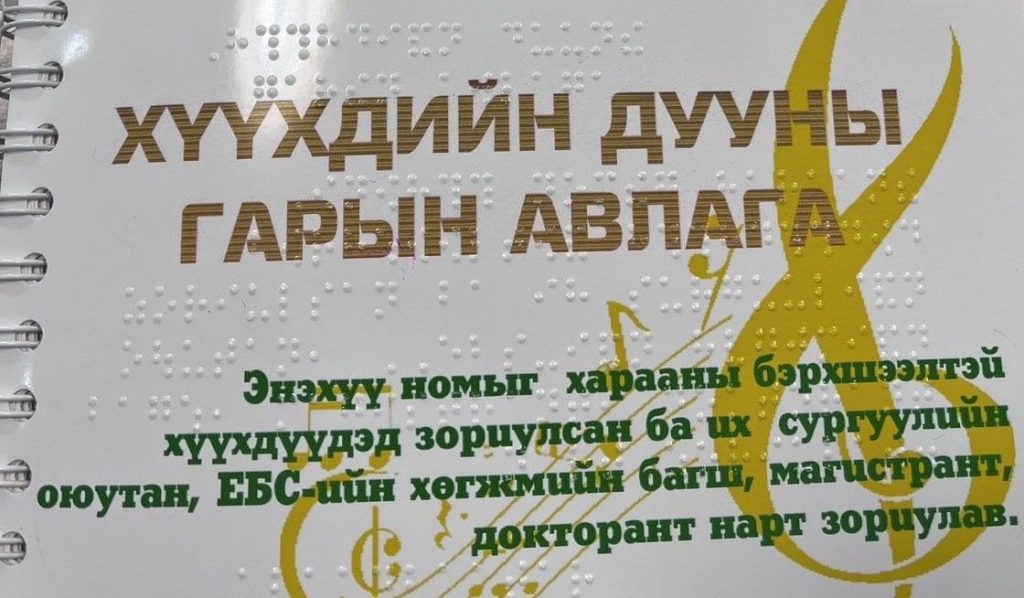 ХҮҮХДИЙН ДУУНЫ
ГАРЫН АВЛАГА
Энэхүү номыг харааны бэрхшээлтэй
хүүхдүүдэд зориулсан ба их сургуулийн
оюутан, ЕБС-ийн хөгжмийн багш, магистрант,
докторант нарт зориулав.